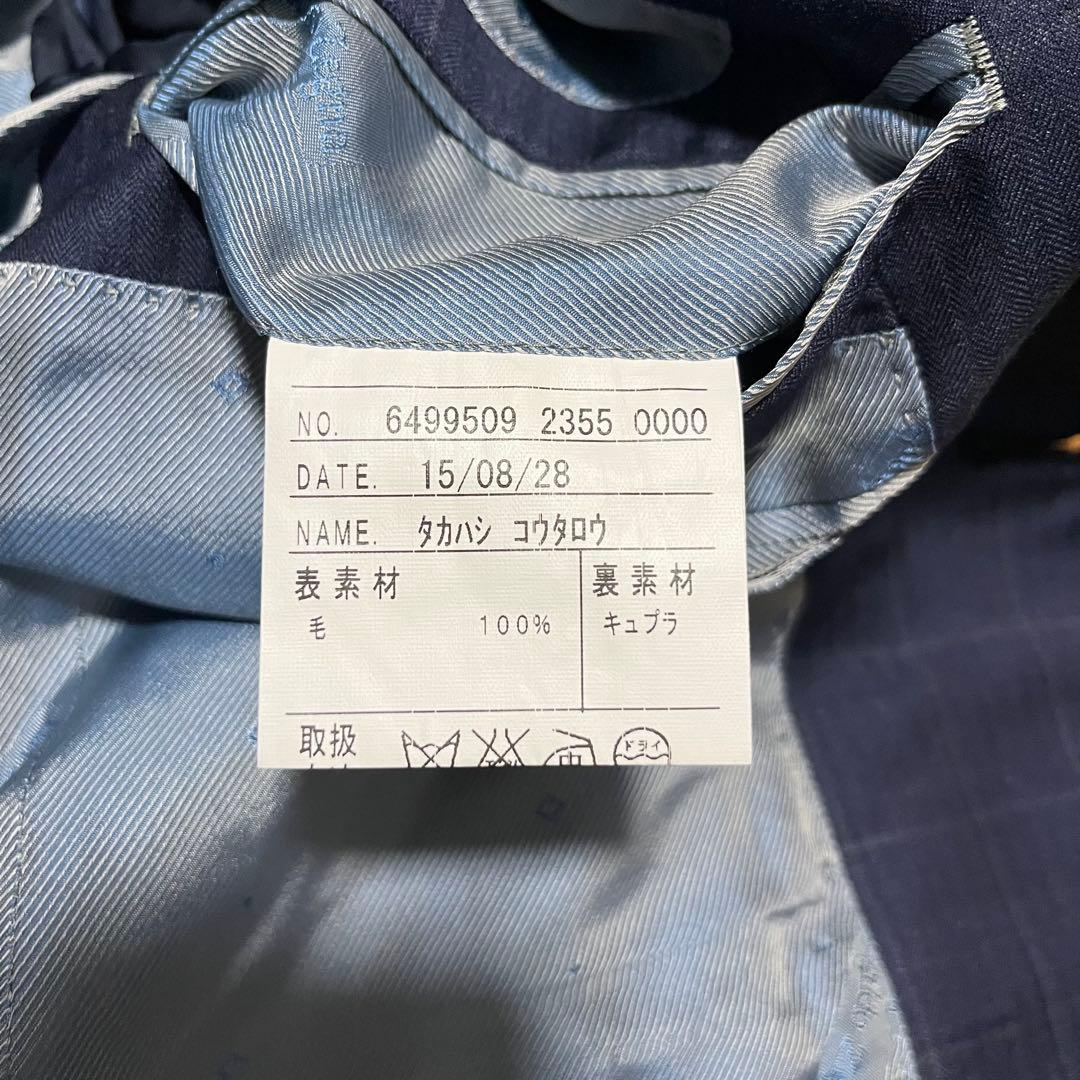 NO. 6499509 2355 0000
DATE. 15/08/28
NAME. タカハシ コウタロウ
表素材 裏素材
毛 100% キュプラ
取扱
ドライ